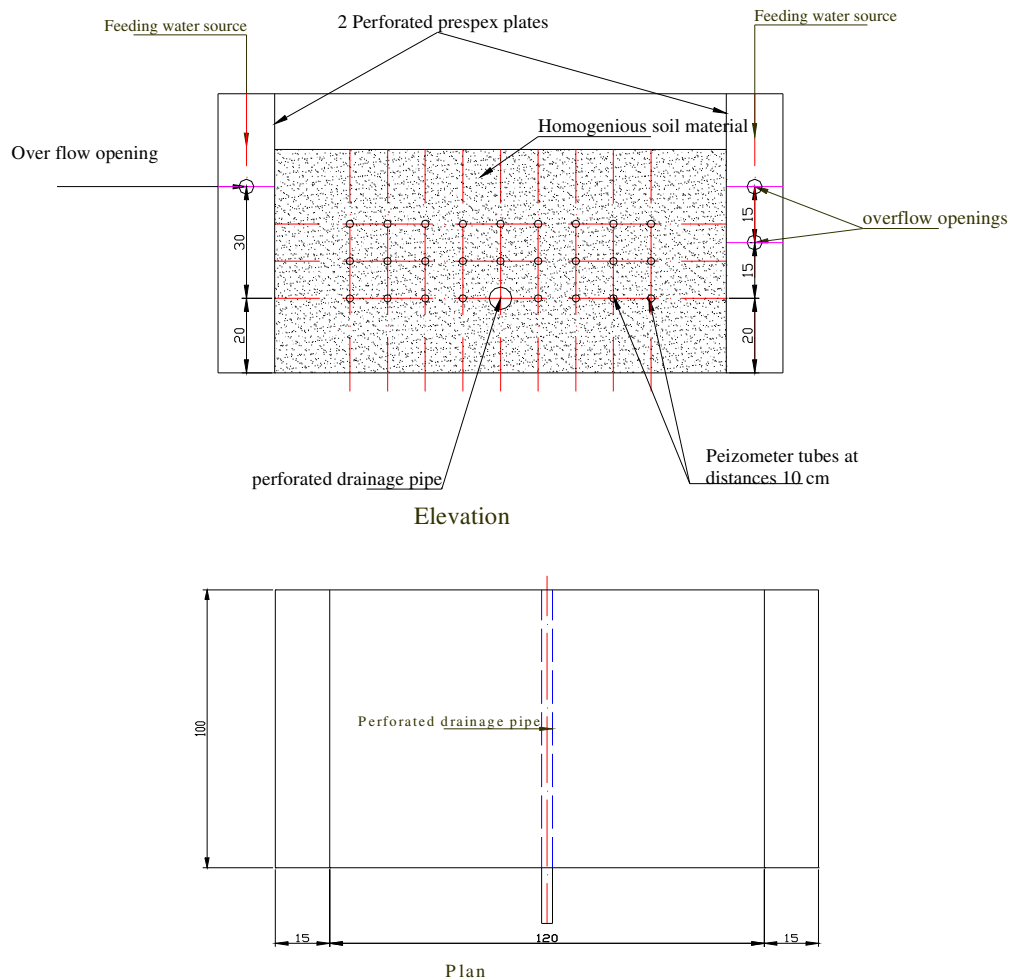 Feeding water source
2 Perforated prespex plates
Feeding water source
Homogenious soil material
Over flow opening
overflow openings
30
20
15
15
20
perforated drainage pipe
Peizometer tubes at
distances 10 cm
Elevation
100
Perforated drainage pipe
15
120
15
Plan